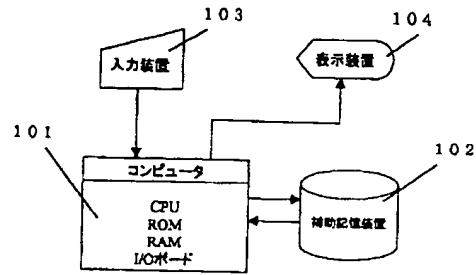 103
104
入力装置
表示装置
101
コンピュータ
102
CPU
ROM
RAM
I/Oボード
補助記憶装置